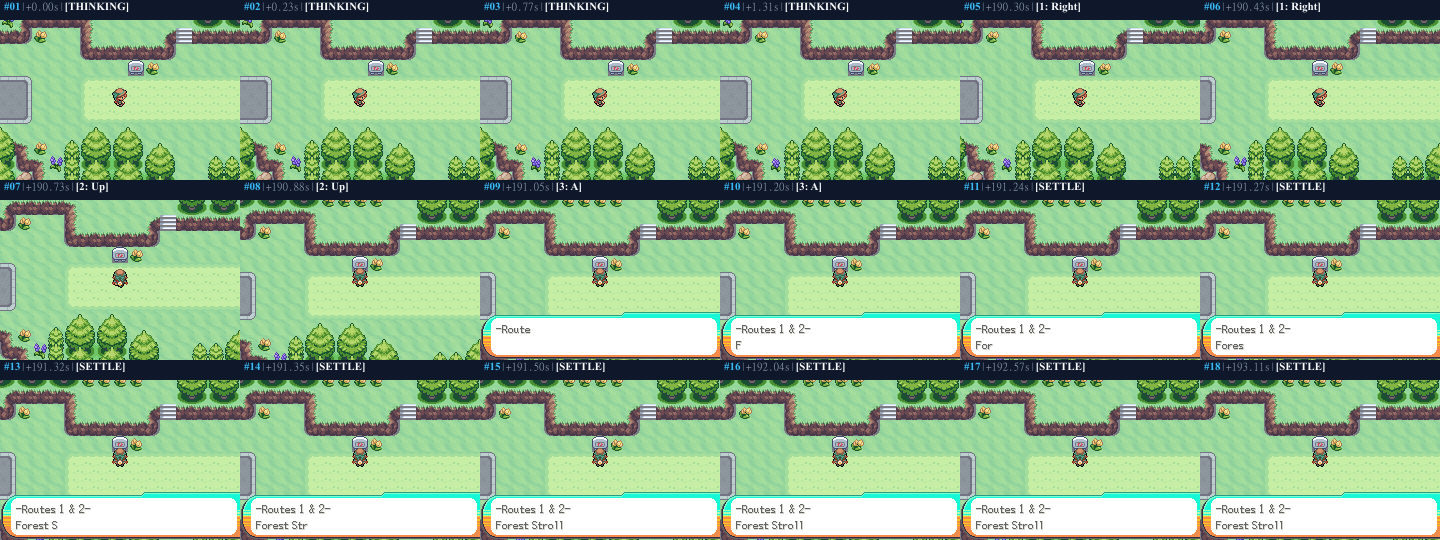 #01|+0.00s|[THINKING]
#02|+0.23s|[THINKING]
#03|+0.77s|[THINKING]
#04|+1.31s|[THINKING]
#05|+190.30s|[1: Right]
#06|+190.43s|[1: Right]
#07|+190.73s|[2: Up]
#08|+190.88s|[2: Up]
#09|+191.05s|[3: A]
#10|+191.20s|[3: A]
#11|+191.24s|[SETTLE]
#12|+191.27s|[SETTLE]
-Route
-Routes 1 & 2-
F
-Routes 1 & 2-
For
-Routes 1 & 2-
Fores
#13|+191.32s|[SETTLE]
#14|+191.35s|[SETTLE]
#15|+191.50s|[SETTLE]
#16|+192.04s|[SETTLE]
#17|+192.57s|[SETTLE]
#18|+193.11s|[SETTLE]
-Routes 1 & 2-
Forest S
-Routes 1 & 2-
Forest Str
-Routes 1 & 2-
Forest Stroll
-Routes 1 & 2-
Forest Stroll
-Routes 1 & 2-
Forest Stroll
-Routes 1 & 2-
Forest Stroll